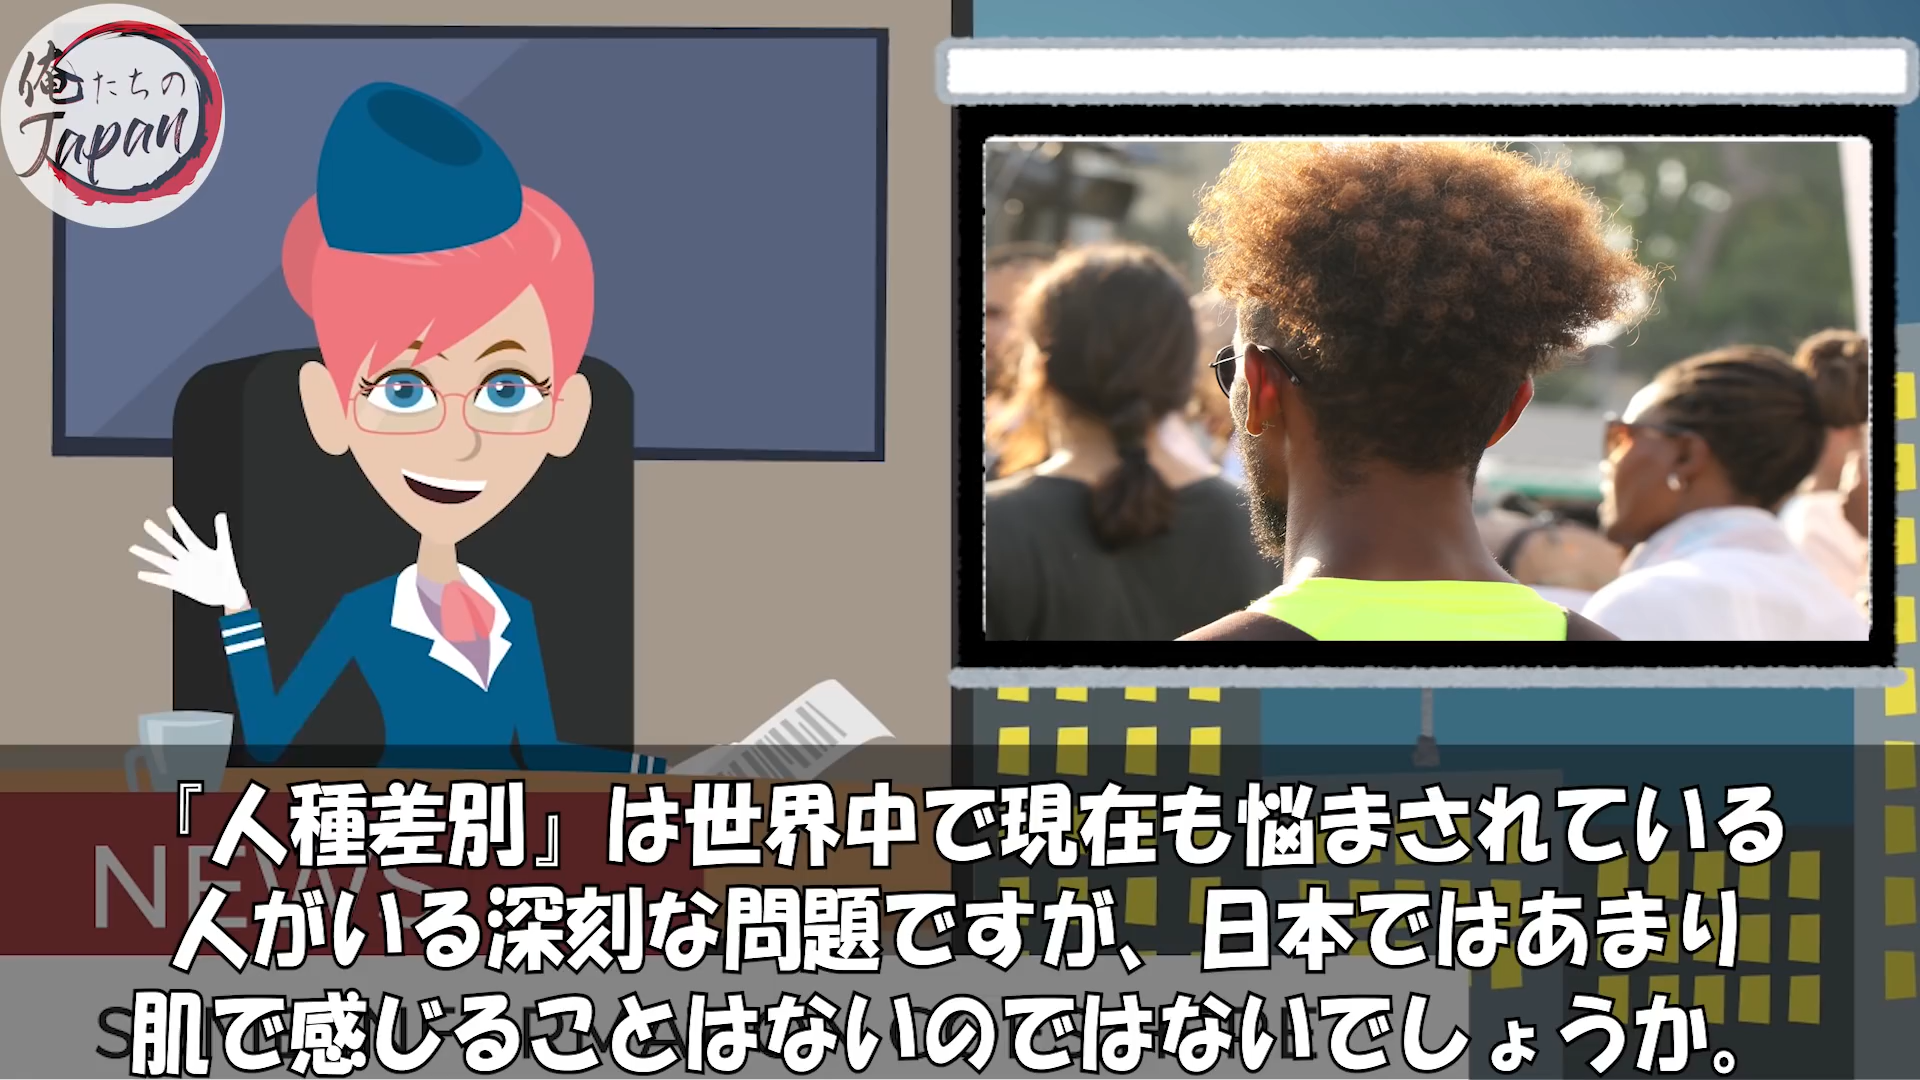 俺たちの
Japan
『人種差別』は世界中で現在も悩まされている
人がいる深刻な問題ですが、日本ではあまり
肌で感じることはないのではないでしょうか。
NEWS